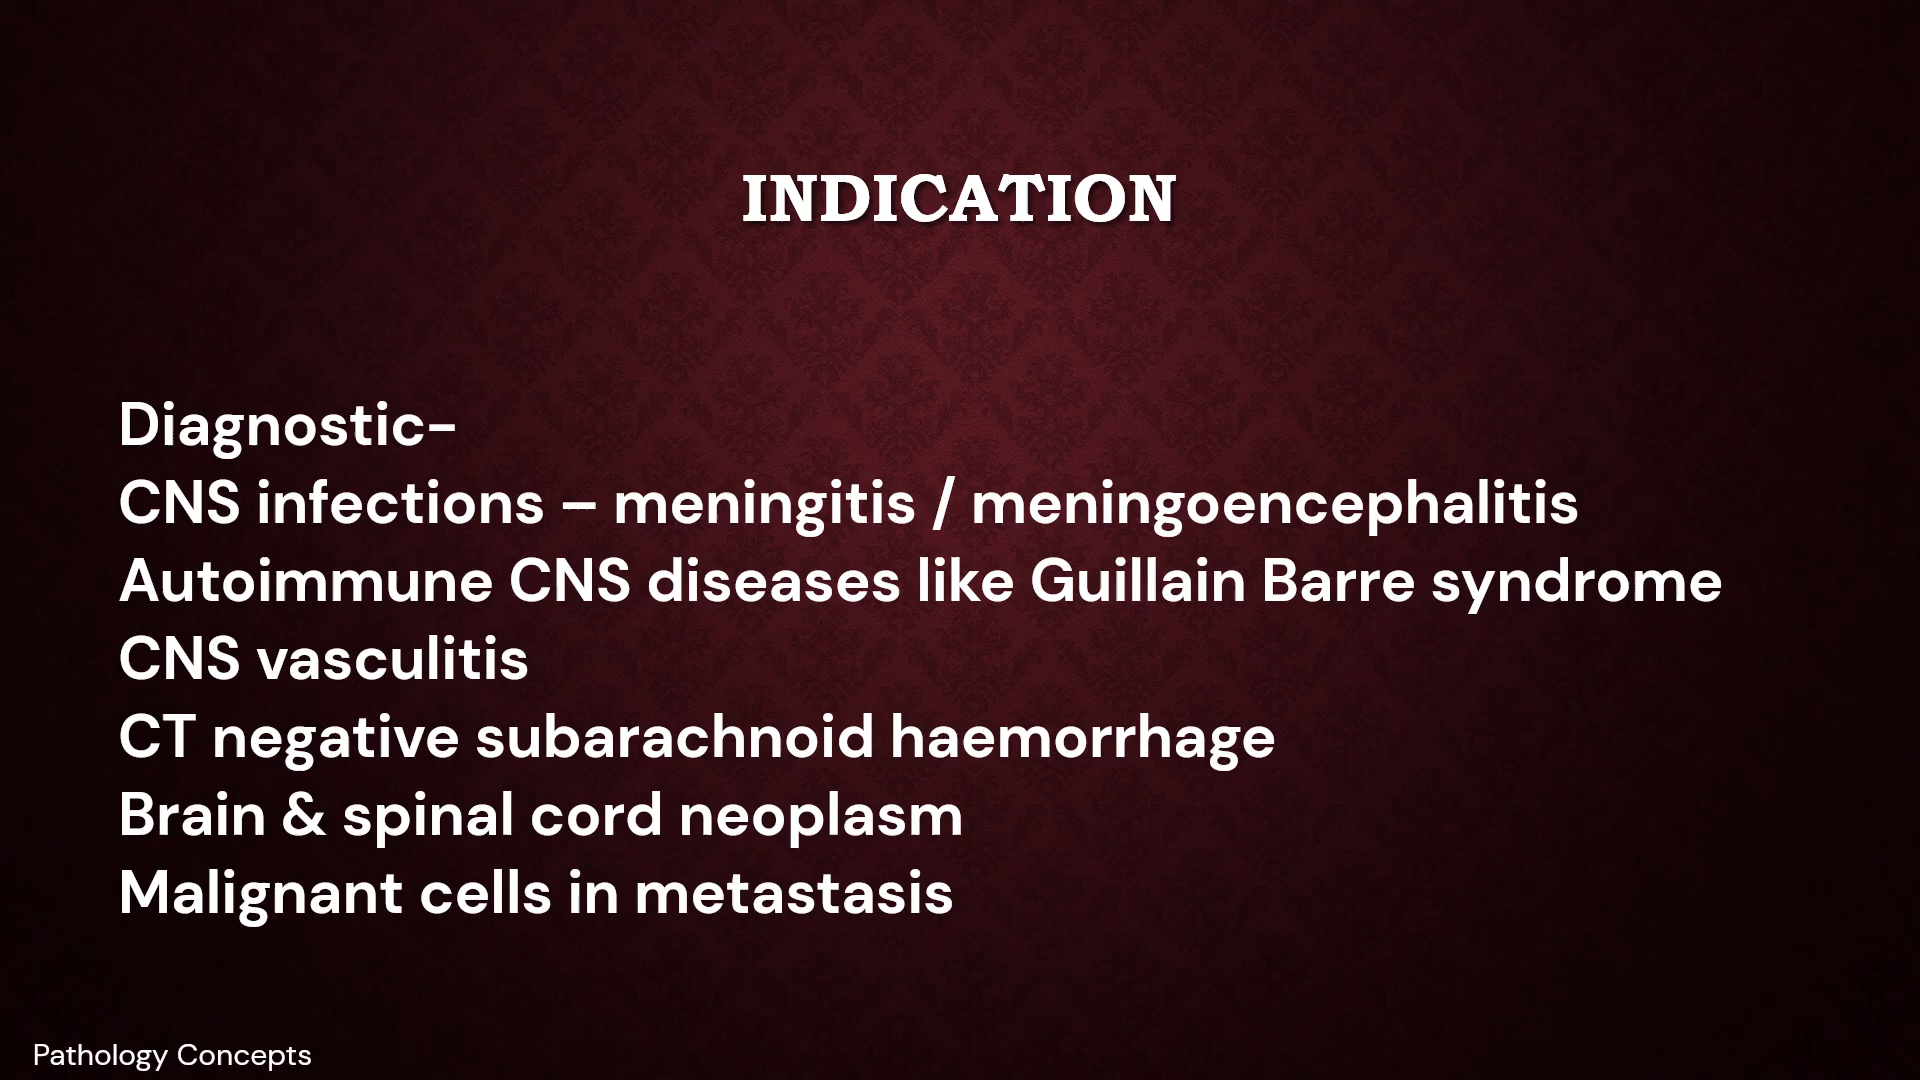 INDICATION
Diagnostic-
CNS infections – meningitis / meningoencephalitis
Autoimmune CNS diseases like Guillain Barre syndrome
CNS vasculitis
CT negative subarachnoid haemorrhage
Brain & spinal cord neoplasm
Malignant cells in metastasis
Pathology Concepts